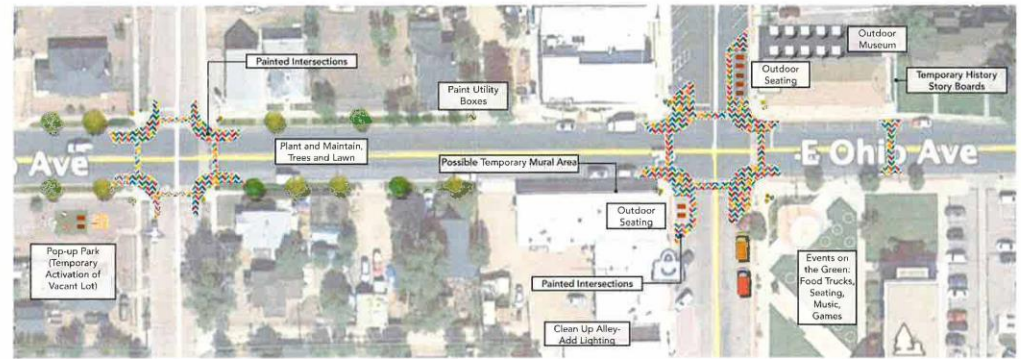 Painted Intersections
Paint Utility
Boxes
Outdoor
Museum
Outdoor
Seating
Temporary History
Story Boards
Plant and Maintain,
Trees and Lawn
Ave
Possible Temporary Mural Area
E Ohio Ave
Outdoor
Seating
Pop-up Park
(Temporary
Activation of
Vacant Lot)
Painted Intersections
Events on
the Green:
Food Trucks,
Seating,
Music,
Games
Clean Up Alley-
Add Lighting